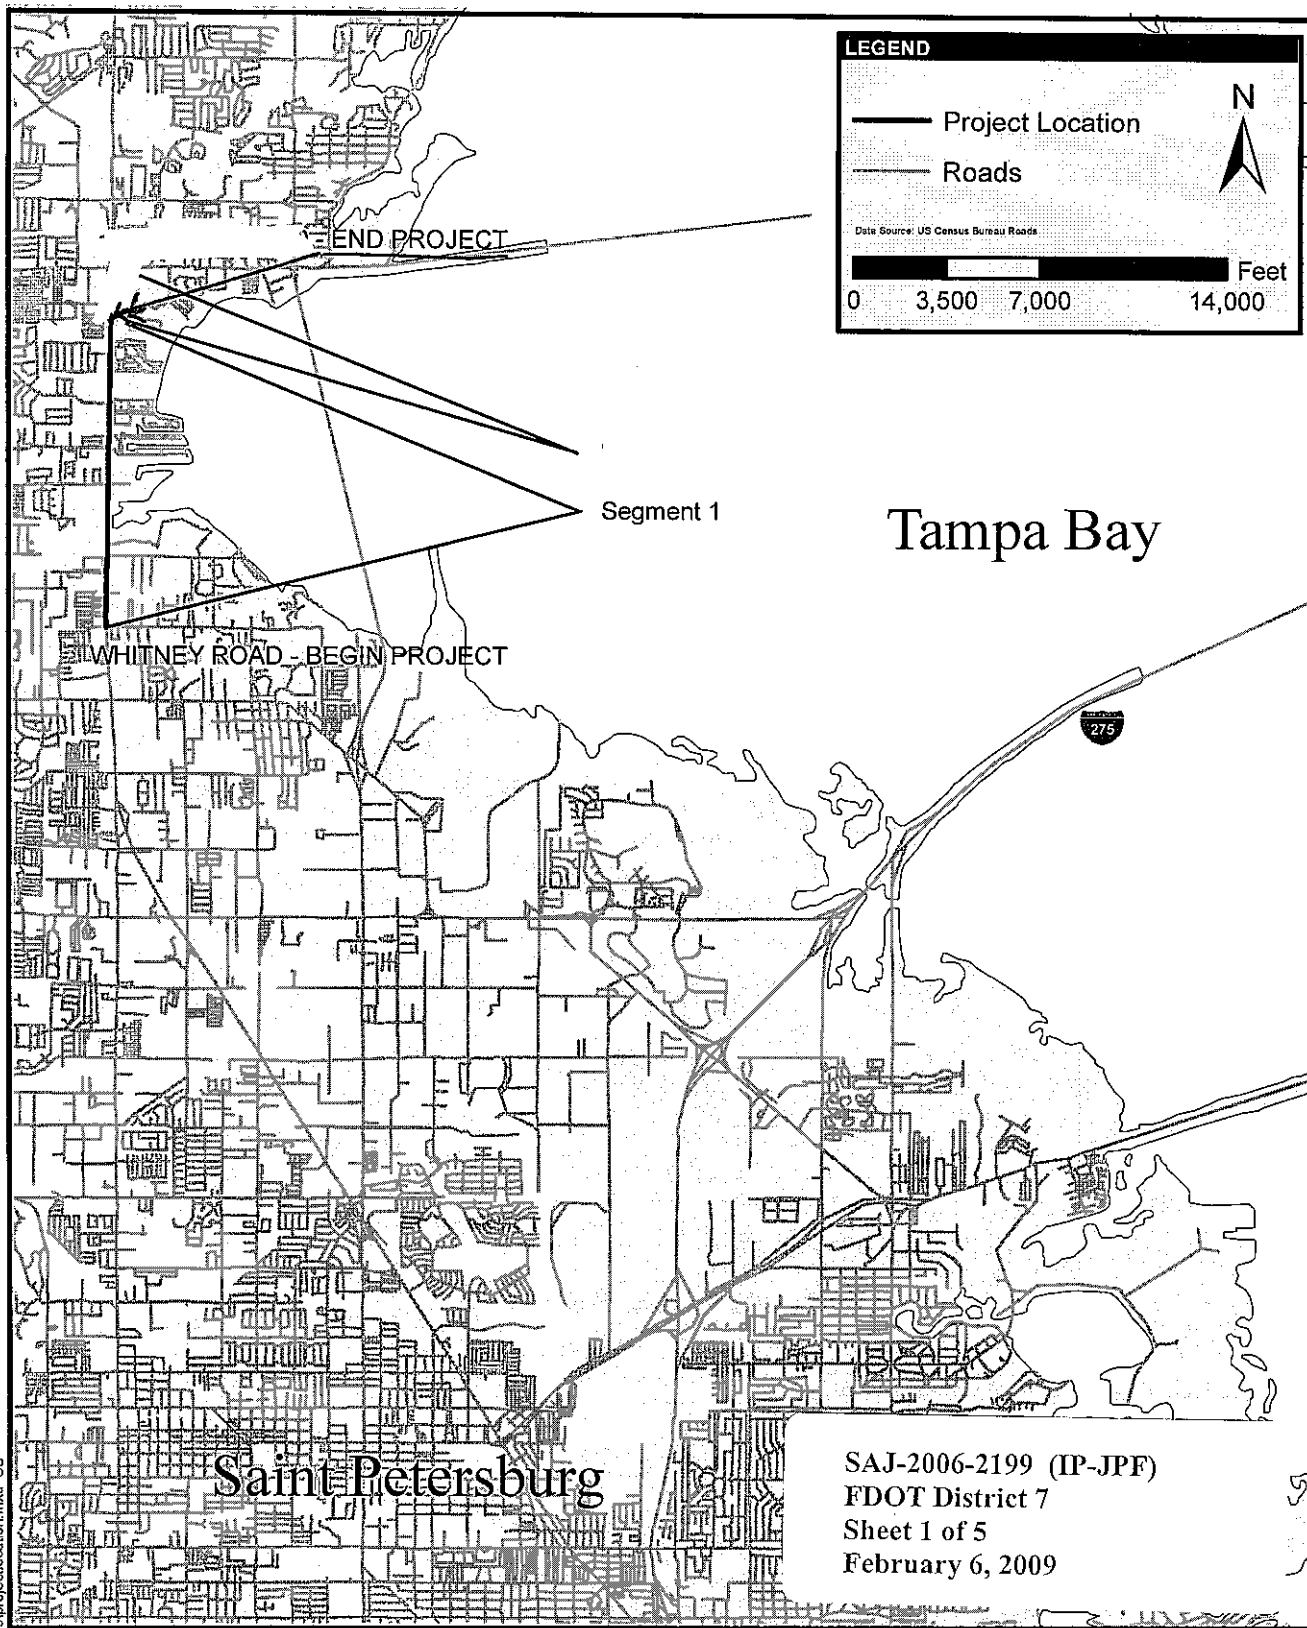 LEGEND
N
Project Location
Roads
Data Source: US Census Bureau Roads
Feet
0 3,500 7,000 14,000
END PROJECT
Segment 1
Tampa Bay
WHITNEY ROAD - BEGIN PROJECT
275
Saint Petersburg
SAJ-2006-2199 (IP-JPF)
FDOT District 7
Sheet 1 of 5
February 6, 2009